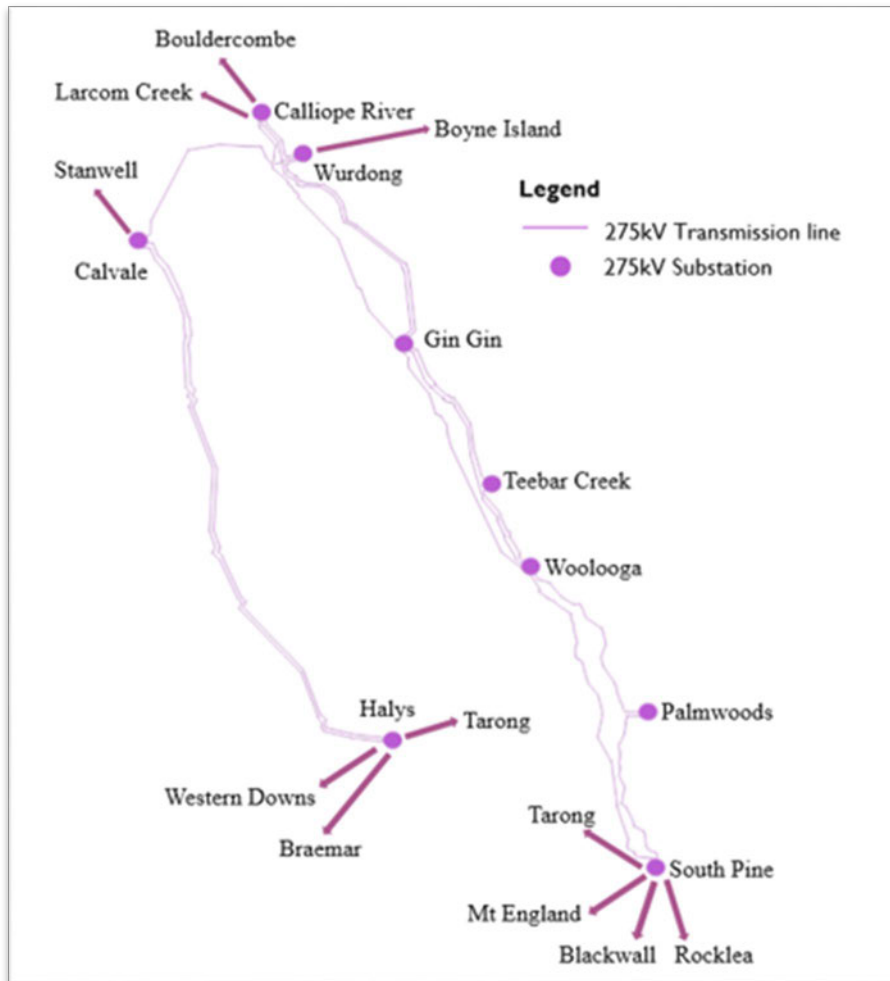 Bouldercombe
Larcom Creek
Calliope River
Boyne Island
Stanwell
Wurdong
Legend
275kV Transmission line
275kV Substation
Calvale
Gin Gin
Teebar Creek
Woolooga
Halys
Tarong
Palmwoods
Western Downs
Braemar
Tarong
South Pine
Mt England
Blackwall
Rocklea